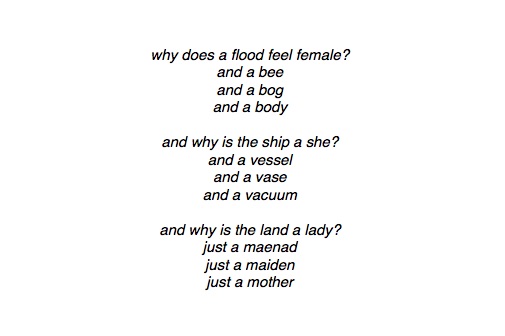 why does a flood feel female?
and a bee
and a bog
and a body
and why is the ship a she?
and a vessel
and a vase
and a vacuum
and why is the land a lady?
just a maenad
just a maiden
just a mother